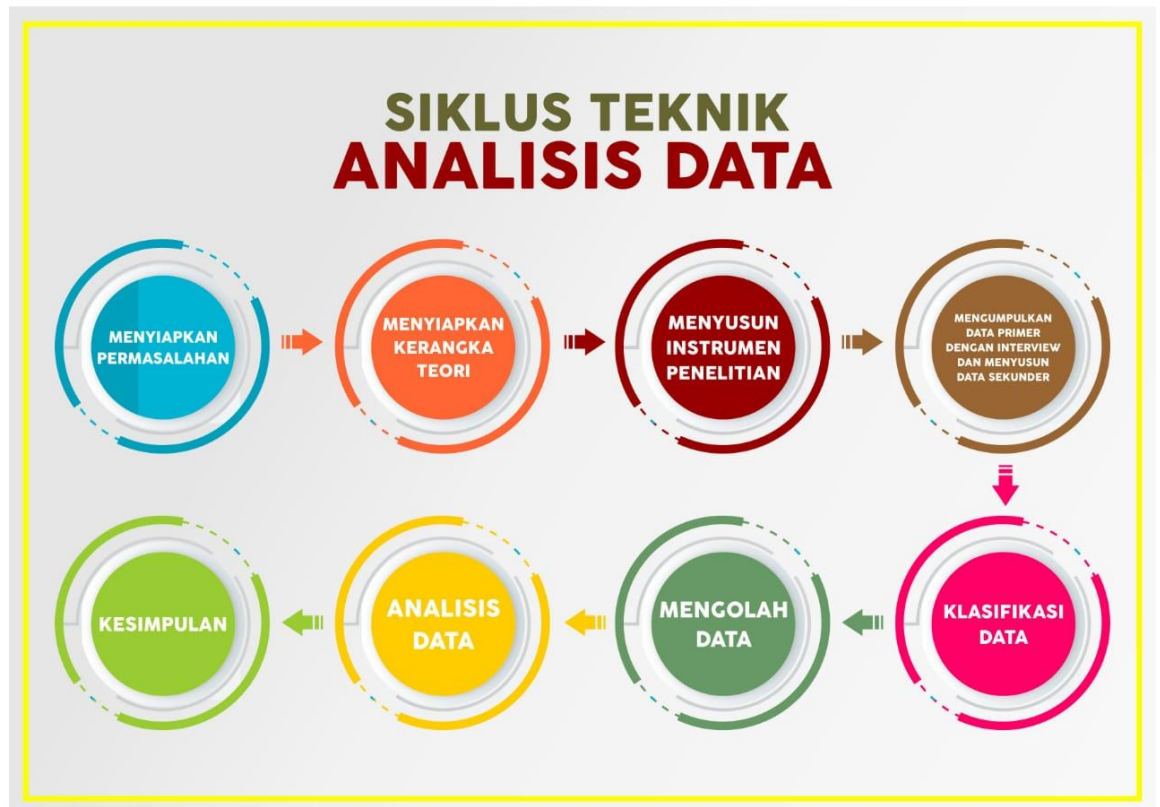 SIKLUS TEKNIK
ANALISIS DATA
MENYIAPKAN
PERMASALAHAN
MENYIAPKAN
KERANGKA
TEORI
MENYUSUN
INSTRUMEN
PENELITIAN
MENGUMPULKAN
DATA PRIMER
DENGAN INTERVIEW
DAN MENYUSUN
DATA SEKUNDER
KLASIFIKASI
DATA
MENGOLAH
DATA
ANALISIS
DATA
KESIMPULAN